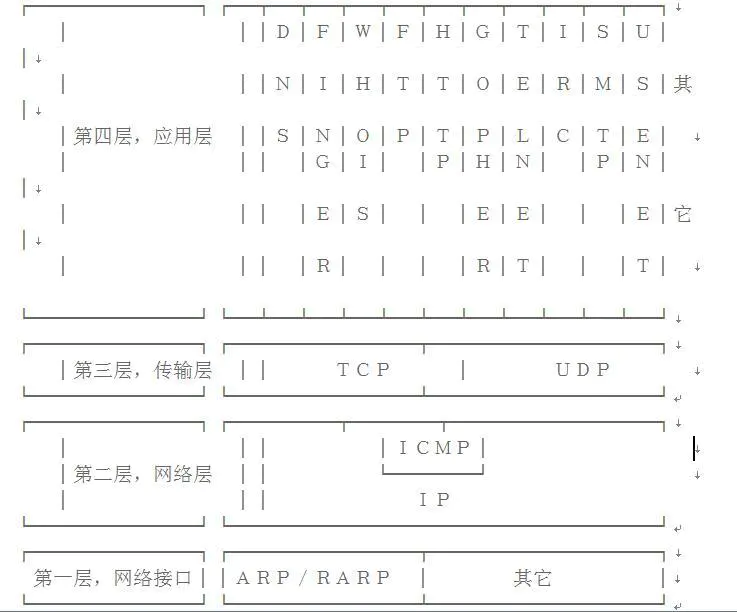 D F W F H G T I S U
N I H T T O E R M S 其
第四层，应用层 S N O P T P L C T E
G I P H N P N
E S E E E 它
R R T T
第三层，传输层 TCP UDP
ICMP
第二层，网络层
IP
第一层，网络接口 ARP/RARP 其它